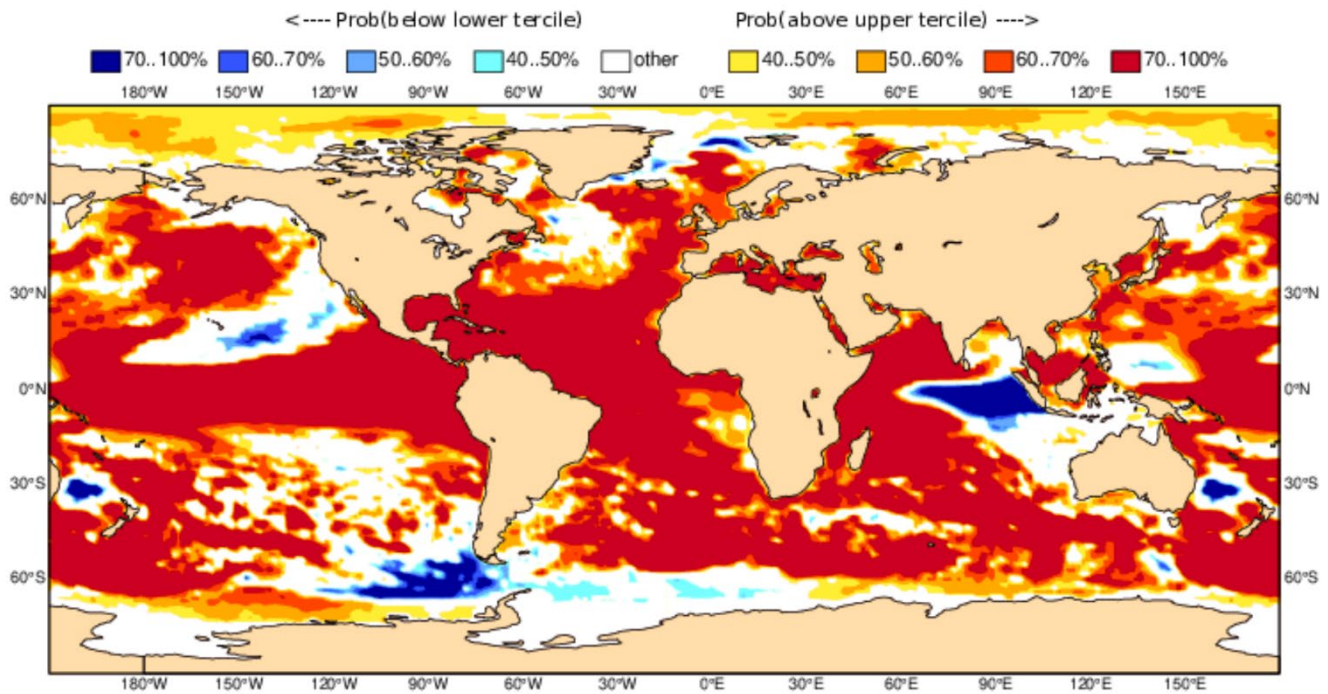 <---- Prob(below lower tercile) Prob(above upper tercile) ---->
70..100% 60..70% 50..60% 40..50% other 40..50% 50..60% 60..70% 70..100%
180°W 150°W 120°W 90°W 60°W 30°W 0°E 30°E 60°E 90°E 120°E 150°E
60°N 60°N
30°N 30°N
0°N 0°N
30°S 30°S
60°S 60°S
180°W 150°W 120°W 90°W 60°W 30°W 0°E 30°E 60°E 90°E 120°E 150°E